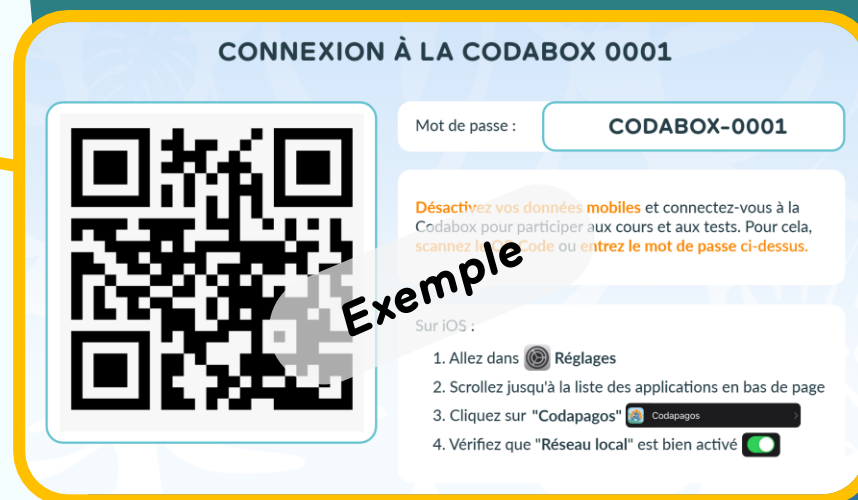 CONNEXION À LA CODABOX 0001
Mot de passe :
CODABOX-0001
Désactivez vos données mobiles et connectez-vous à la
Codabox pour participer aux cours et aux tests. Pour cela,
scannez le QR Code ou entrez le mot de passe ci-dessus.
Exemple
Sur iOS :
1. Allez dans Réglages
2. Scrollez jusqu'à la liste des applications en bas de page
3. Cliquez sur "Codapagos" Codapagos
4. Vérifiez que "Réseau local" est bien activé